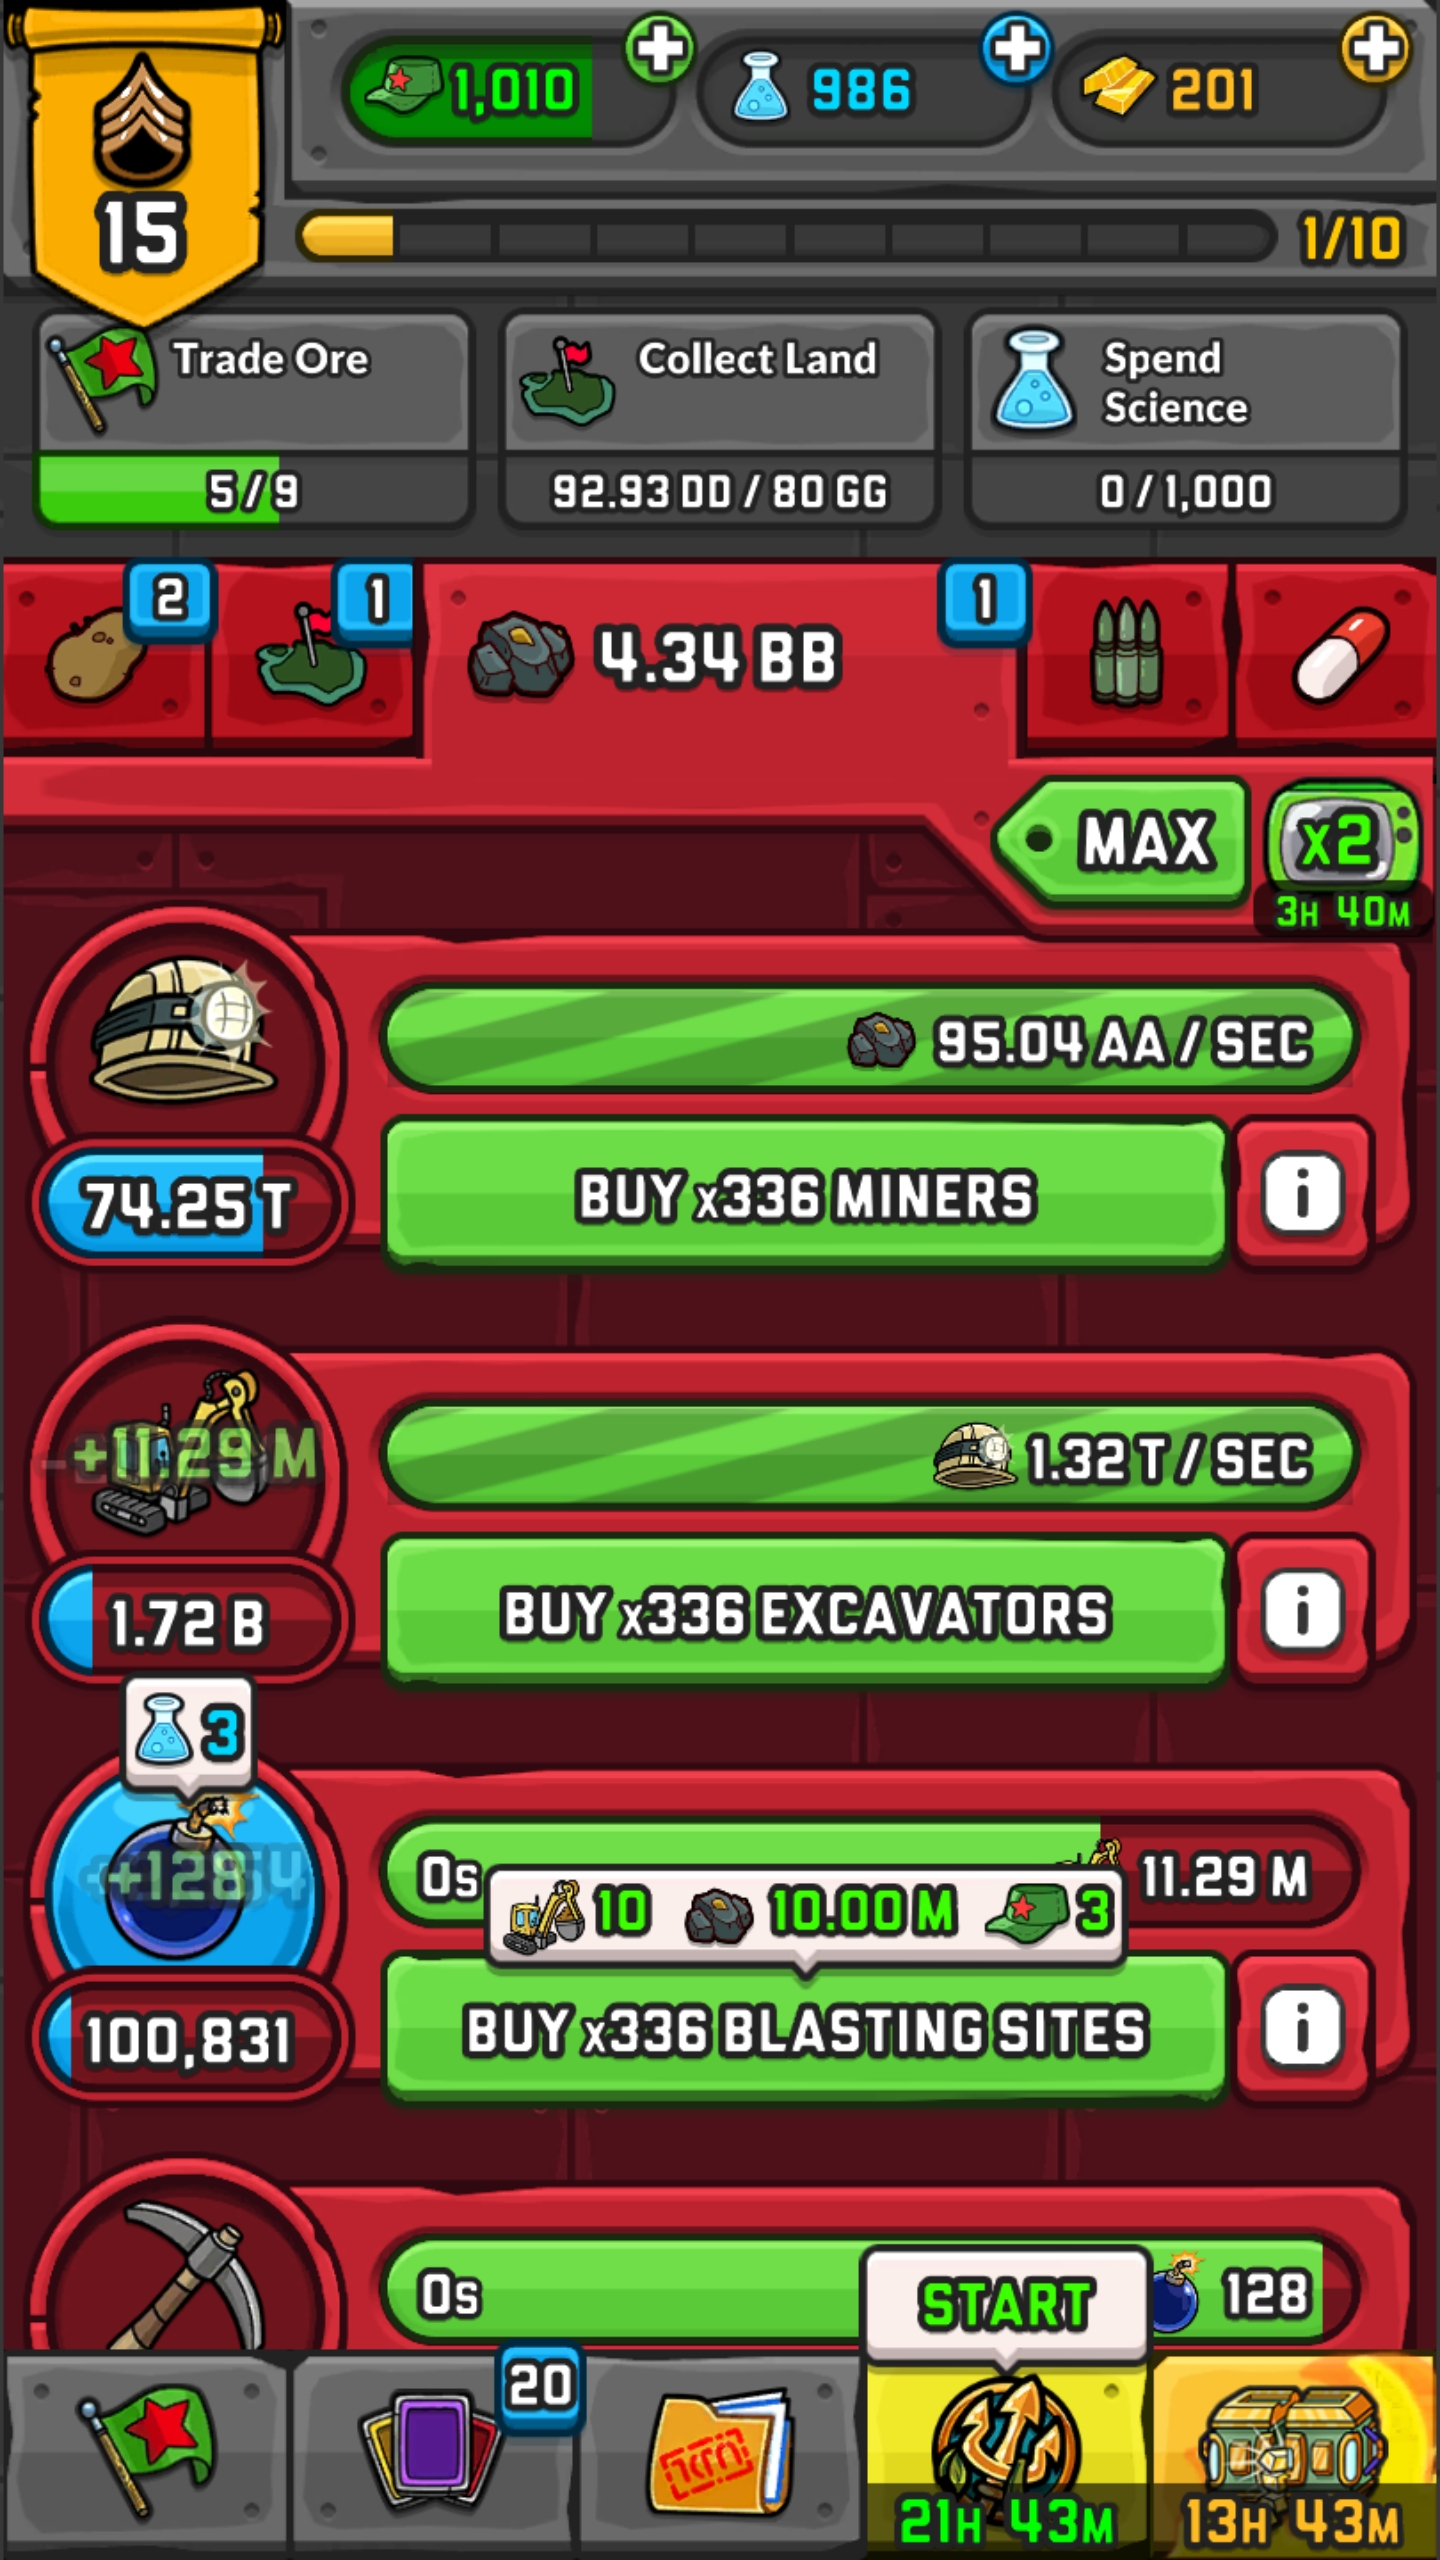 1,010
986
201
15
1/10
Trade Ore
Collect Land
Spend
Science
5/9
92.93 DD / 80 GG
0 / 1,000
2
1
4.34 BB
1
MAX
x2
3H 40M
95.04 AA / SEC
74.25 T
BUY x336 MINERS
i
+11.29 M
1.32 T / SEC
1.72 B
BUY x336 EXCAVATORS
i
3
0s
11.29 M
10
10.00 M
3
100,831
BUY x336 BLASTING SITES
i
0s
128
START
20
21H 43M
13H 43M